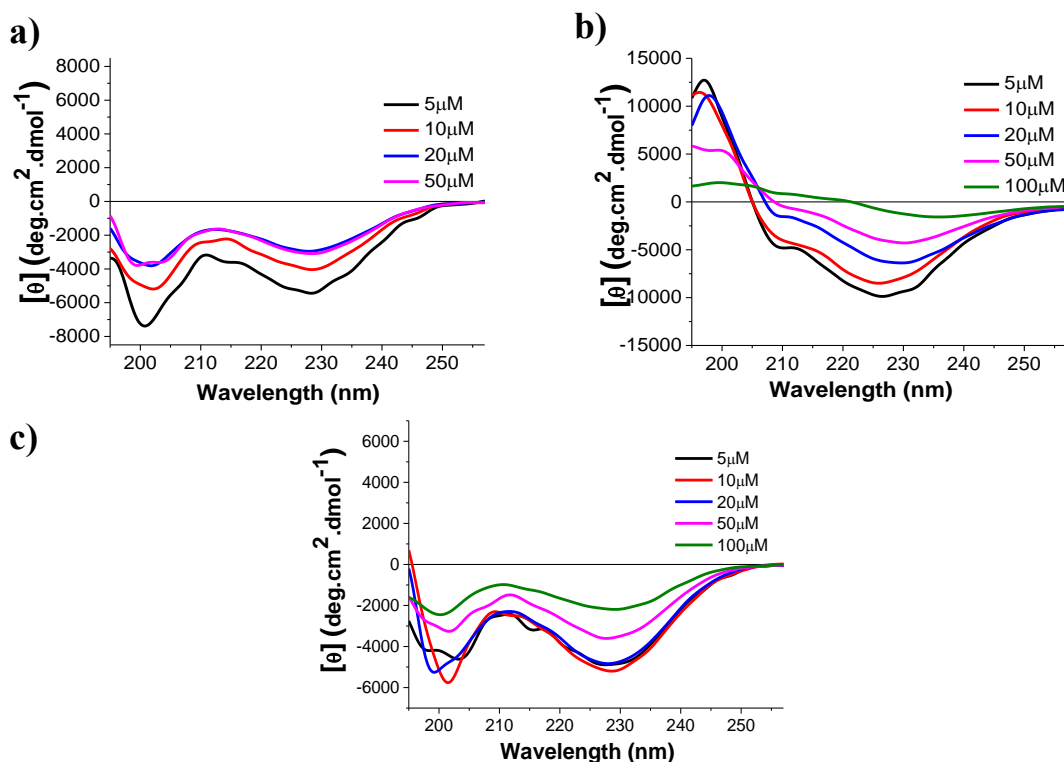 a)
8000
6000
4000
2000
0
-2000
-4000
-6000
-8000
[θ] (deg.cm².dmol⁻¹)
5μM
10μM
20μM
50μM
200 210 220 230 240 250
Wavelength (nm)
b)
15000
10000
5000
0
-5000
-10000
-15000
[θ] (deg.cm².dmol⁻¹)
5μM
10μM
20μM
50μM
100μM
200 210 220 230 240 250
Wavelength (nm)
c)
6000
4000
2000
0
-2000
-4000
-6000
[θ] (deg.cm².dmol⁻¹)
5μM
10μM
20μM
50μM
100μM
200 210 220 230 240 250
Wavelength (nm)